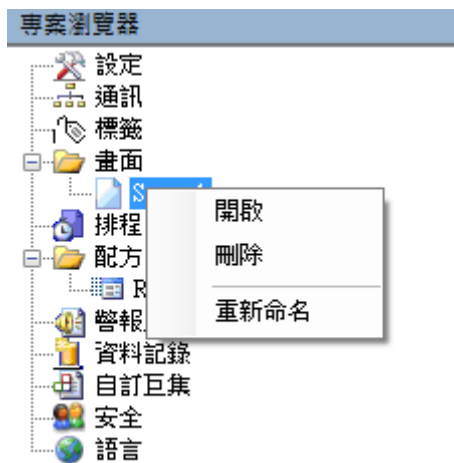 專案瀏覽器
設定
通訊
標籤
畫面
開啟
刪除
重新命名
排程
配方
警報
資料記錄
自訂巨集
安全
語言